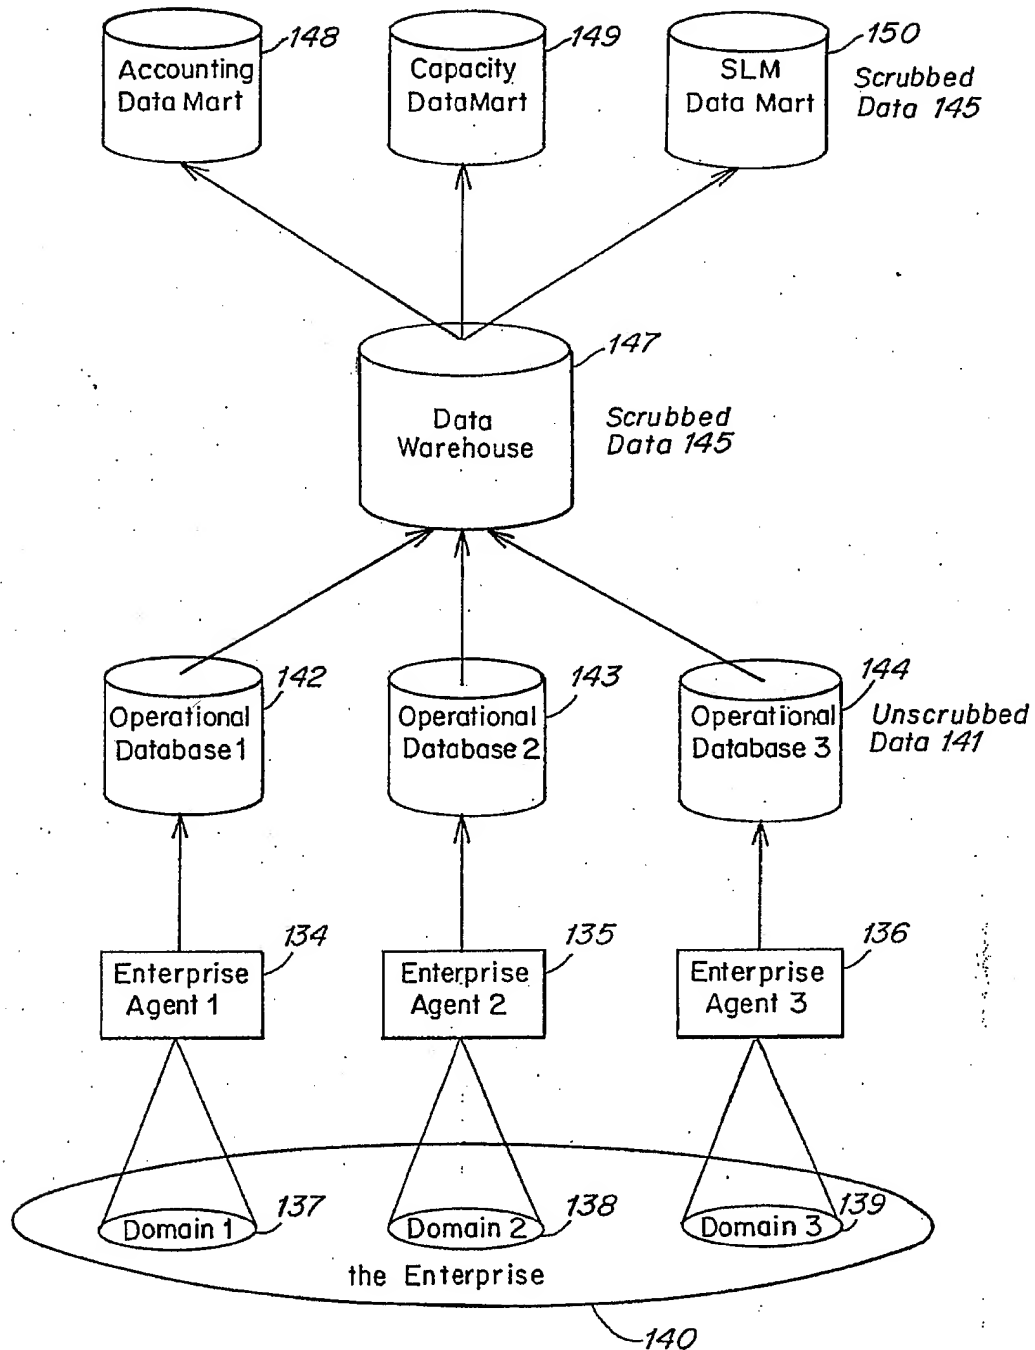 148
149
150
Accounting
Data Mart
Capacity
DataMart
SLM
Data Mart
Scrubbed
Data 145
147
Data
Warehouse
Scrubbed
Data 145
142
143
144
Operational
Database 1
Operational
Database 2
Operational
Database 3
Unscrubbed
Data 141
134
135
136
Enterprise
Agent 1
Enterprise
Agent 2
Enterprise
Agent 3
137
138
139
Domain 1
Domain 2
Domain 3
the Enterprise
140